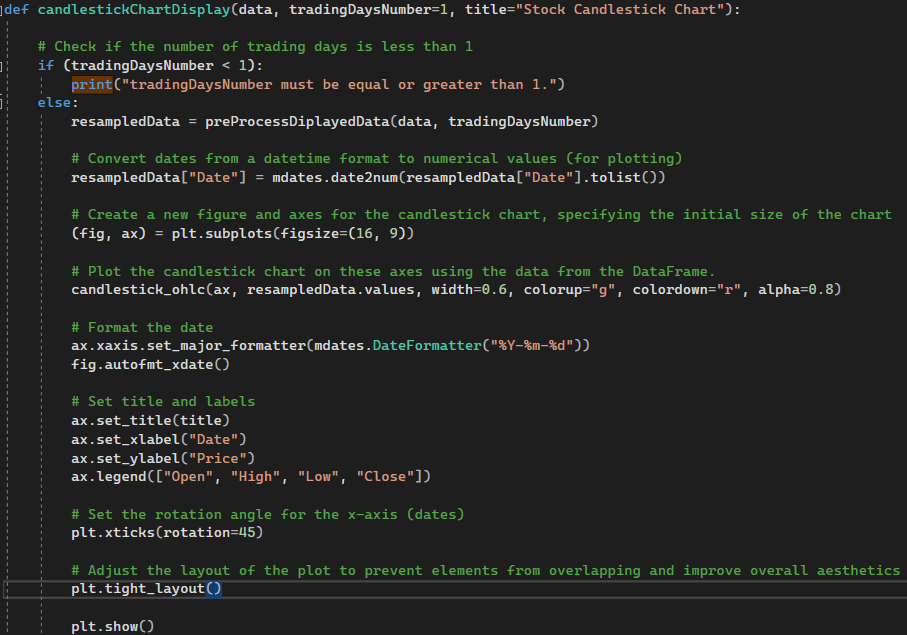 def candlestickChartDisplay(data, tradingDaysNumber=1, title="Stock Candlestick Chart"):
# Check if the number of trading days is less than 1
if (tradingDaysNumber < 1):
print("tradingDaysNumber must be equal or greater than 1.")
else:
resampledData = preProcessDiplayedData(data, tradingDaysNumber)
# Convert dates from a datetime format to numerical values (for plotting)
resampledData["Date"] = mdates.date2num(resampledData["Date"].tolist())
# Create a new figure and axes for the candlestick chart, specifying the initial size of the chart
(fig, ax) = plt.subplots(figsize=(16, 9))
# Plot the candlestick chart on these axes using the data from the DataFrame.
candlestick_ohlc(ax, resampledData.values, width=0.6, colorup="g", colordown="r", alpha=0.8)
# Format the date
ax.xaxis.set_major_formatter(mdates.DateFormatter("%Y-%m-%d"))
fig.autofmt_xdate()
# Set title and labels
ax.set_title(title)
ax.set_xlabel("Date")
ax.set_ylabel("Price")
ax.legend(["Open", "High", "Low", "Close"])
# Set the rotation angle for the x-axis (dates)
plt.xticks(rotation=45)
# Adjust the layout of the plot to prevent elements from overlapping and improve overall aesthetics
plt.tight_layout()
plt.show()